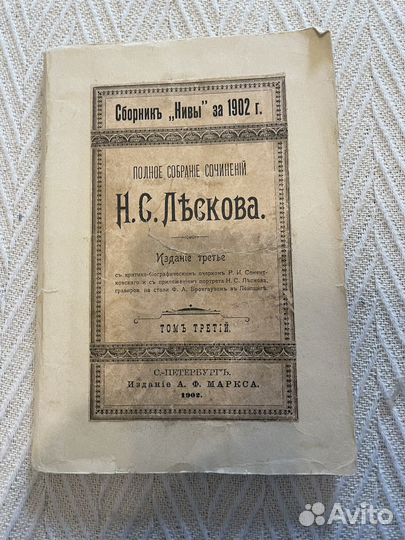 Сборникъ „Нивы" за 1902 г.
ПОЛНОЕ СОБРАНІЕ СОЧИНЕНІЙ
Н. С. ЛѢСКОВА.
Изданіе третье
съ критико-біографическимъ очеркомъ Р. И. Сементковскаго
и съ приложеніемъ портрета Н. С. Лѣскова,
гравиров. на стали Ф. А. Брокгаузомъ въ Лейпцигѣ.
ТОМЪ ТРЕТІЙ.
С.-ПЕТЕРБУРГЪ.
Изданіе А. Ф. МАРКСА.
1902.
Avito